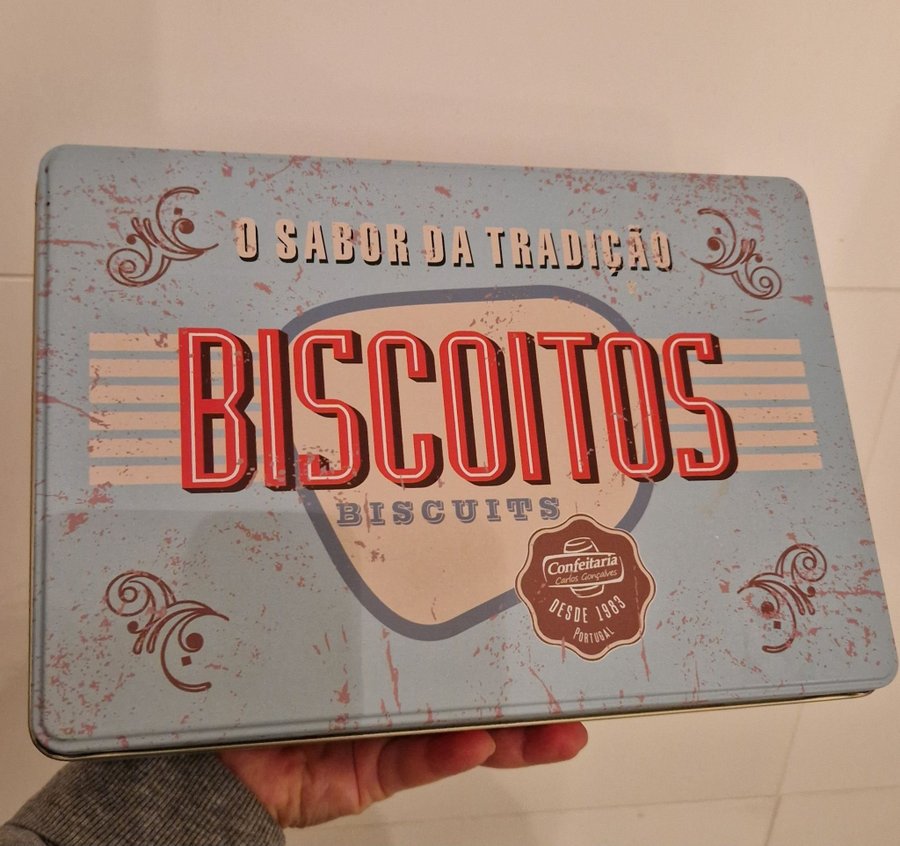 O SABOR DA TRADIÇÃO
BISCOITOS
BISCUITS
Confeitaria
Carlos Gonçalves
DESDE 1983
PORTUGAL